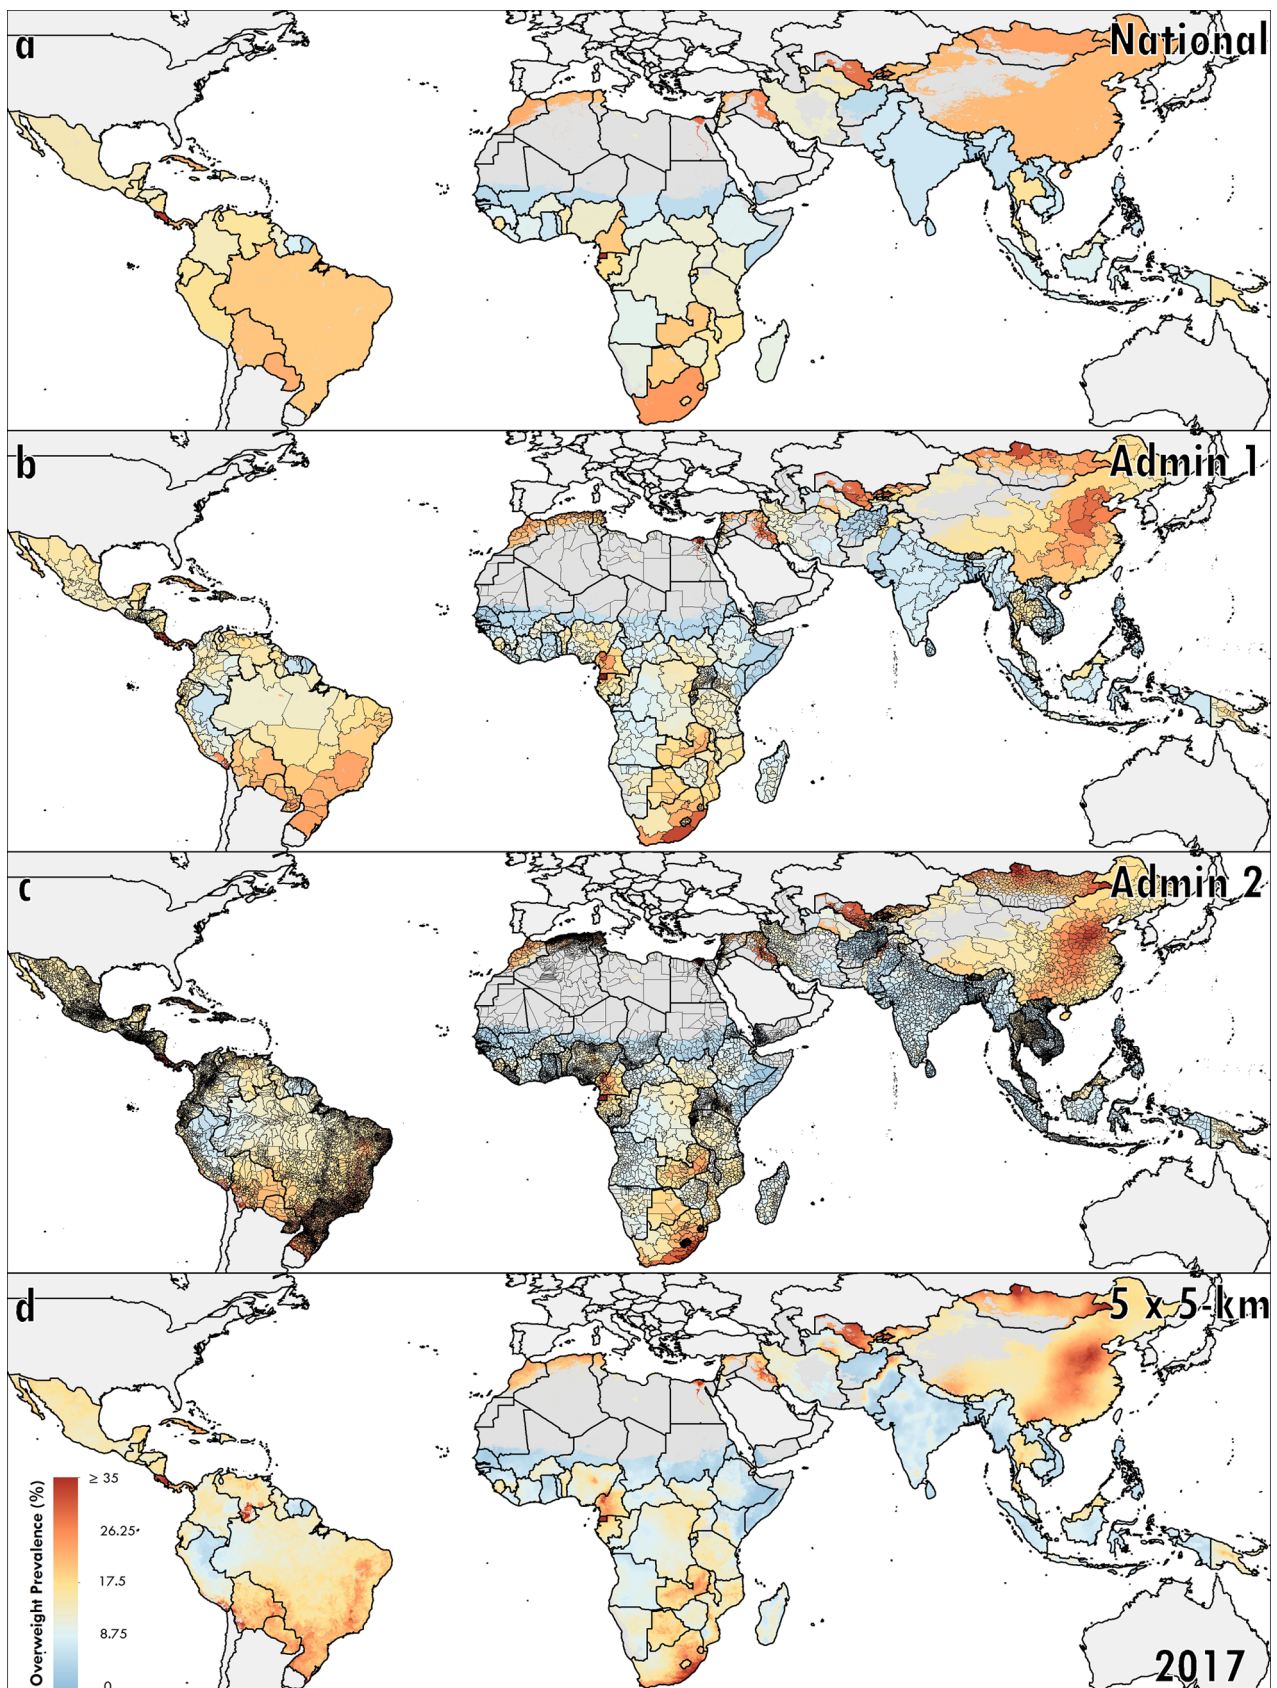 a
National
b
Admin 1
c
Admin 2
d
5 x 5-km
Overweight Prevalence (%)
≥ 35
26.25
17.5
8.75
0
2017